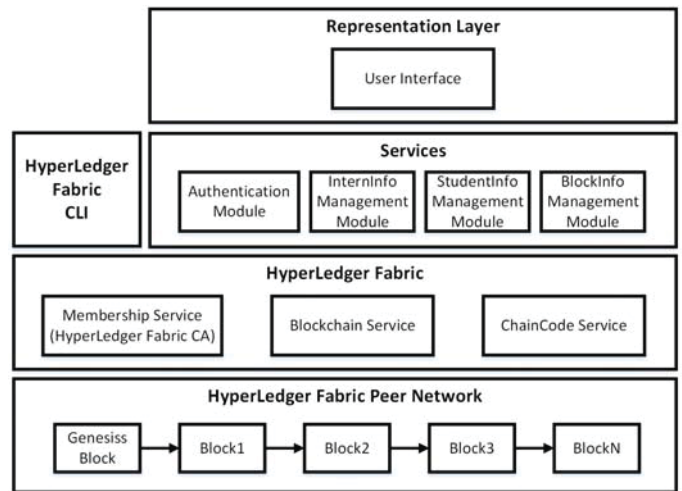 Representation Layer
User Interface
HyperLedger
Fabric
CLI
Services
Authentication
Module
InternInfo
Management
Module
StudentInfo
Management
Module
BlockInfo
Management
Module
HyperLedger Fabric
Membership Service
(HyperLedger Fabric CA)
Blockchain Service
ChainCode Service
HyperLedger Fabric Peer Network
Genesiss
Block
Block1
Block2
Block3
BlockN